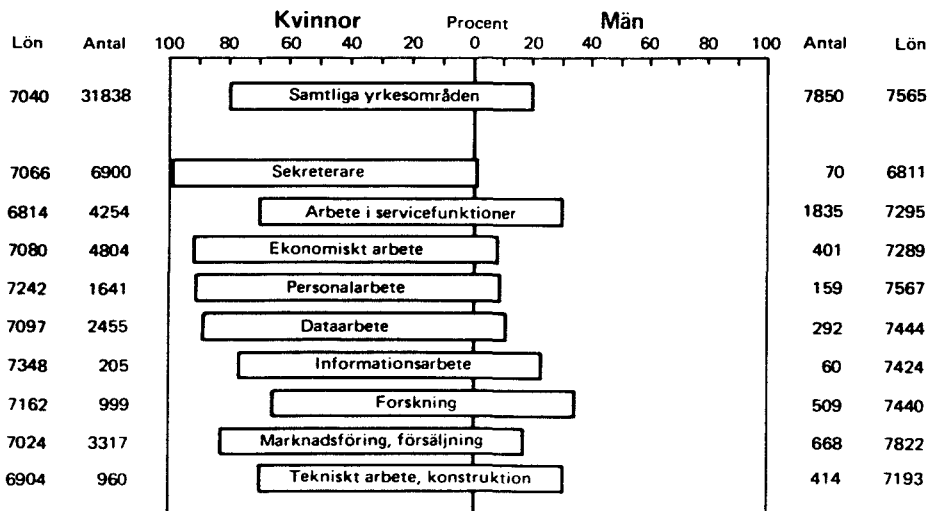 Kvinnor Procent Män
Lön Antal 100 80 60 40 20 0 20 40 60 80 100 Antal Lön
7040 31838 Samtliga yrkesområden 7850 7565
7066 6900 Sekreterare 70 6811
6814 4254 Arbete i servicefunktioner 1835 7295
7080 4804 Ekonomiskt arbete 401 7289
7242 1641 Personalarbete 159 7567
7097 2455 Dataarbete 292 7444
7348 205 Informationsarbete 60 7424
7162 999 Forskning 509 7440
7024 3317 Marknadsföring, försäljning 668 7822
6904 960 Tekniskt arbete, konstruktion 414 7193